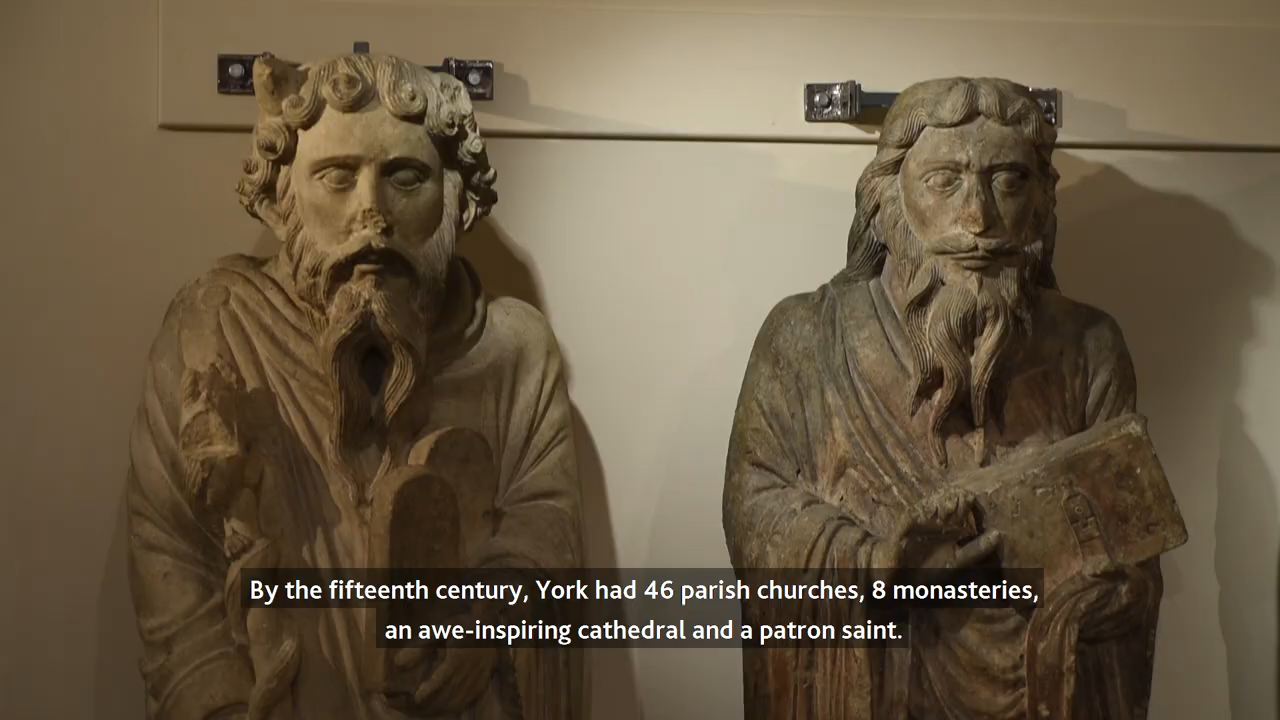 By the fifteenth century, York had 46 parish churches, 8 monasteries,
an awe-inspiring cathedral and a patron saint.